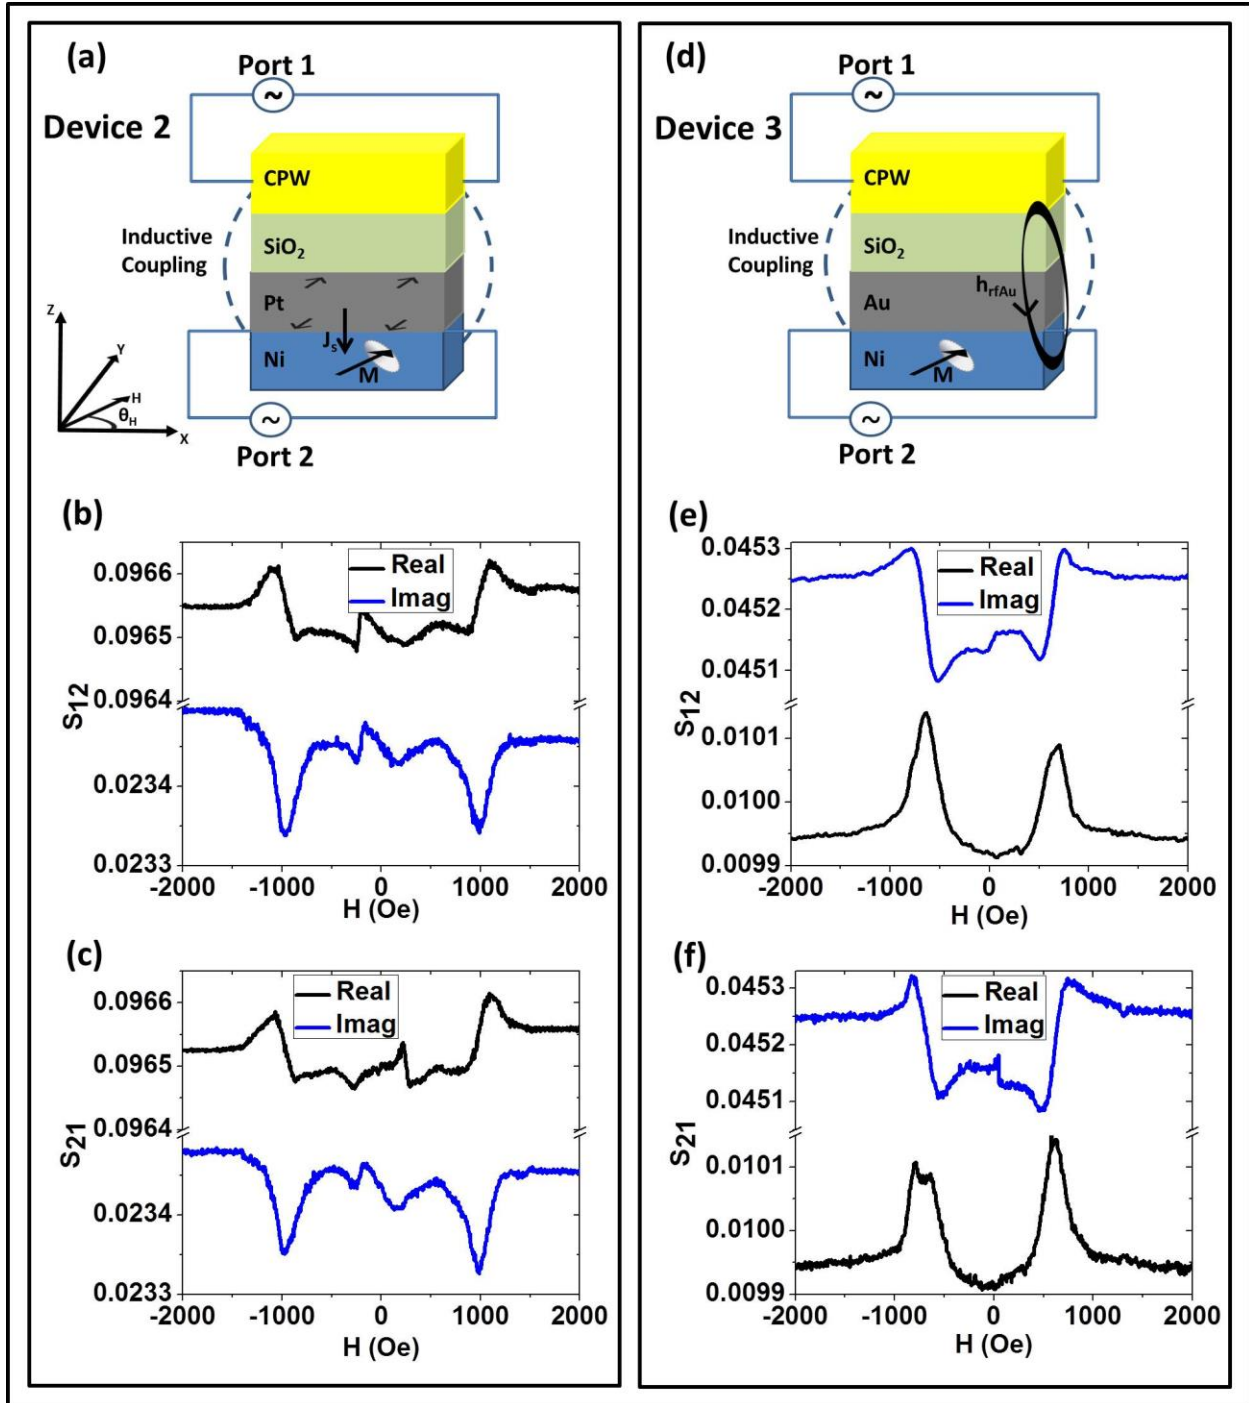 (a)
Port 1
~
Device 2
CPW
SiO2
Inductive
Coupling
Pt
Js
Ni
M
Z
Y
H
θH
X
~
Port 2
(b)
Real
Imag
0.0966
0.0965
0.0964
0.0234
0.0233
S12
-2000 -1000 0 1000 2000
H (Oe)
(c)
Real
Imag
0.0966
0.0965
0.0964
0.0234
0.0233
S21
-2000 -1000 0 1000 2000
H (Oe)
(d)
Port 1
~
Device 3
CPW
SiO2
Inductive
Coupling
hrfAu
Au
Ni
M
~
Port 2
(e)
Real
Imag
0.0453
0.0452
0.0451
0.0101
0.0100
0.0099
S12
-2000 -1000 0 1000 2000
H (Oe)
(f)
Real
Imag
0.0453
0.0452
0.0451
0.0101
0.0100
0.0099
S21
-2000 -1000 0 1000 2000
H (Oe)